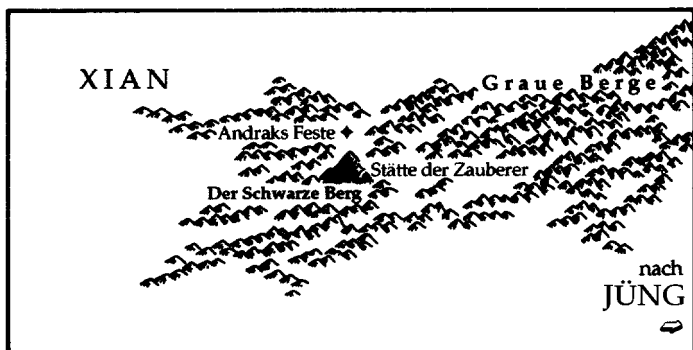 XIAN
Graue Berge
Andraks Feste
Stätte der Zauberer
Der Schwarze Berg
nach
JÜNG